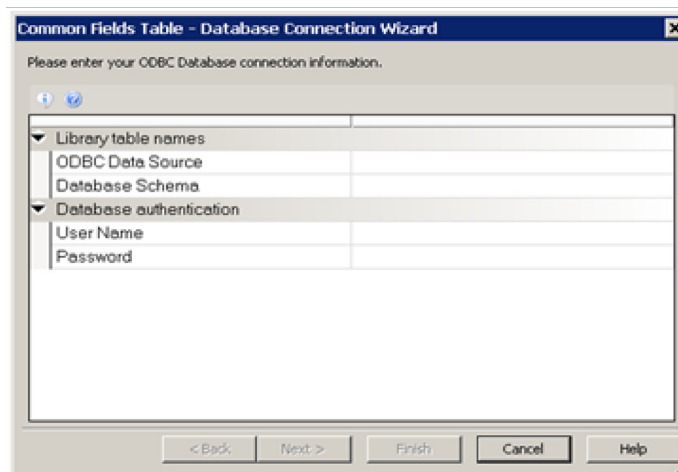 Common Fields Table - Database Connection Wizard
Please enter your ODBC Database connection information.
Library table names
ODBC Data Source
Database Schema
Database authentication
User Name
Password
< Back Next > Finish Cancel Help